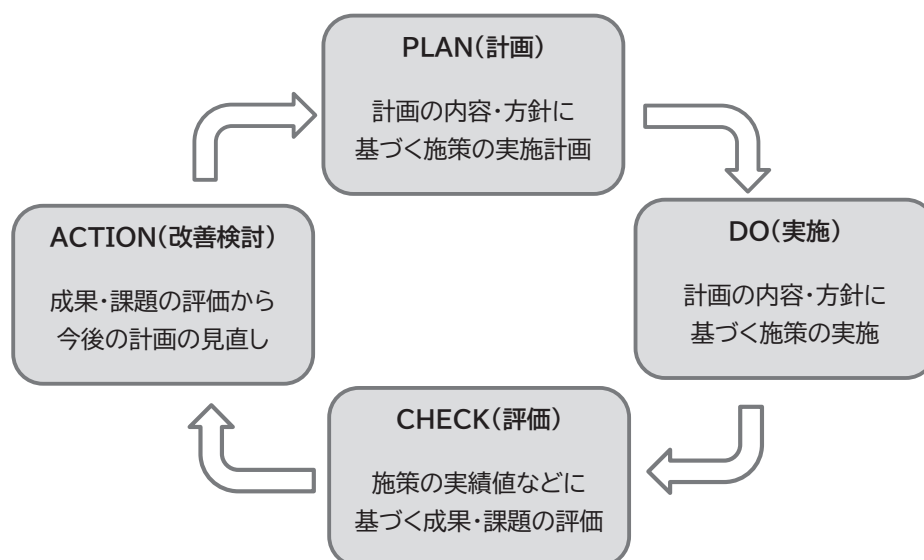 PLAN(計画)
計画の内容・方針に
基づく施策の実施計画
DO(実施)
計画の内容・方針に
基づく施策の実施
CHECK(評価)
施策の実績値などに
基づく成果・課題の評価
ACTION(改善検討)
成果・課題の評価から
今後の計画の見直し